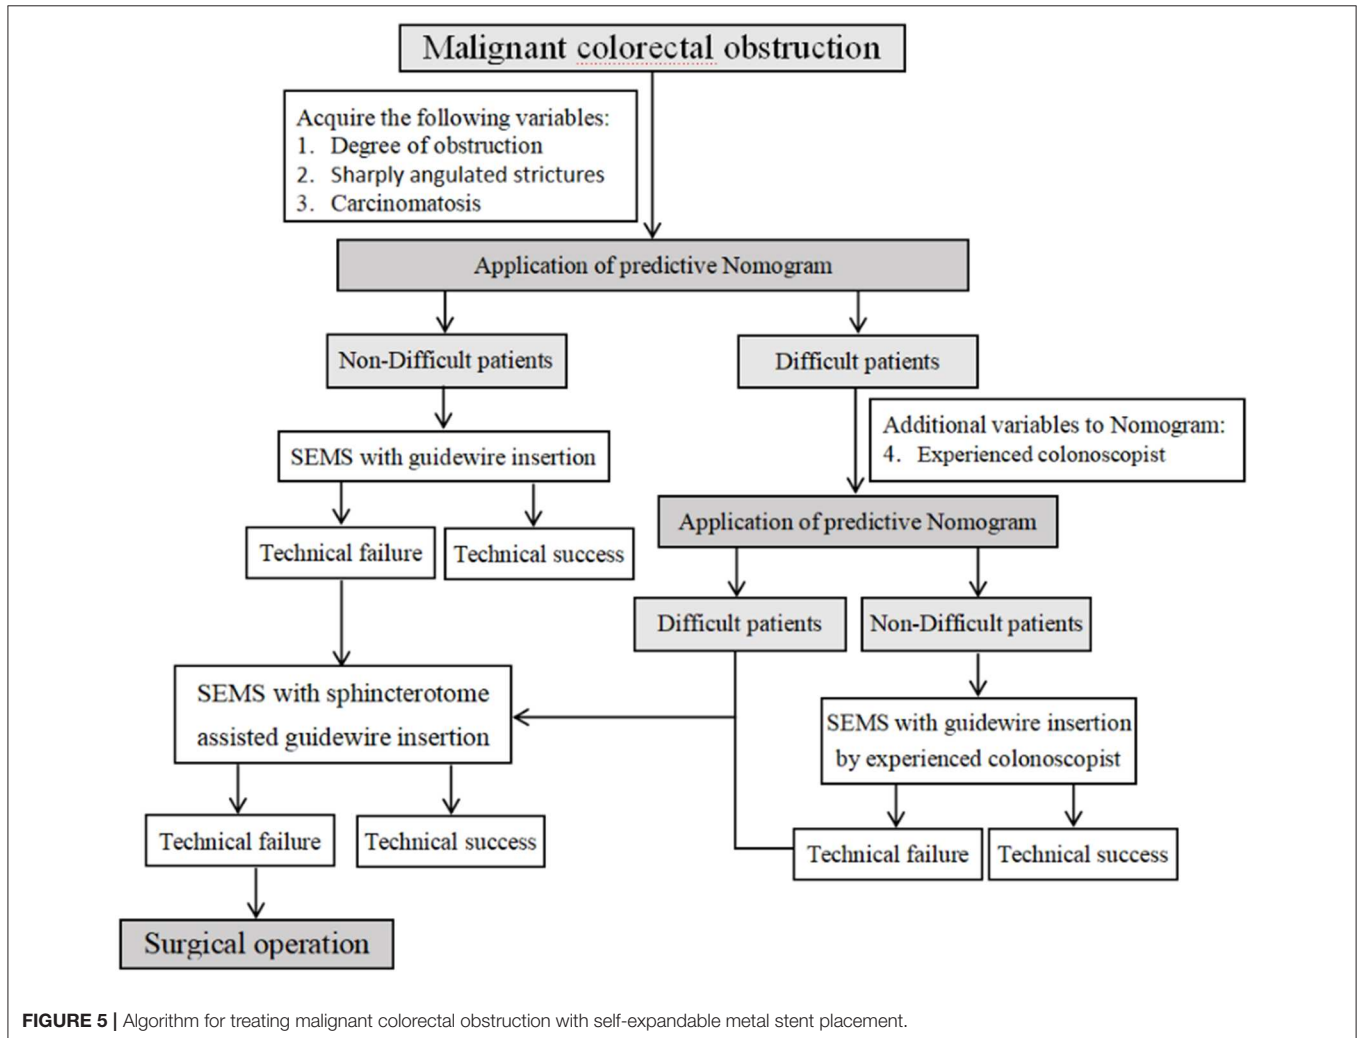 Malignant colorectal obstruction
Acquire the following variables:
1. Degree of obstruction
2. Sharply angulated strictures
3. Carcinomatosis
Application of predictive Nomogram
Non-Difficult patients
Difficult patients
Additional variables to Nomogram:
4. Experienced colonoscopist
SEMS with guidewire insertion
Application of predictive Nomogram
Technical failure
Technical success
Difficult patients
Non-Difficult patients
SEMS with sphincterotome
assisted guidewire insertion
SEMS with guidewire insertion
by experienced colonoscopist
Technical failure
Technical success
Technical failure
Technical success
Surgical operation
FIGURE 5 | Algorithm for treating malignant colorectal obstruction with self-expandable metal stent placement.